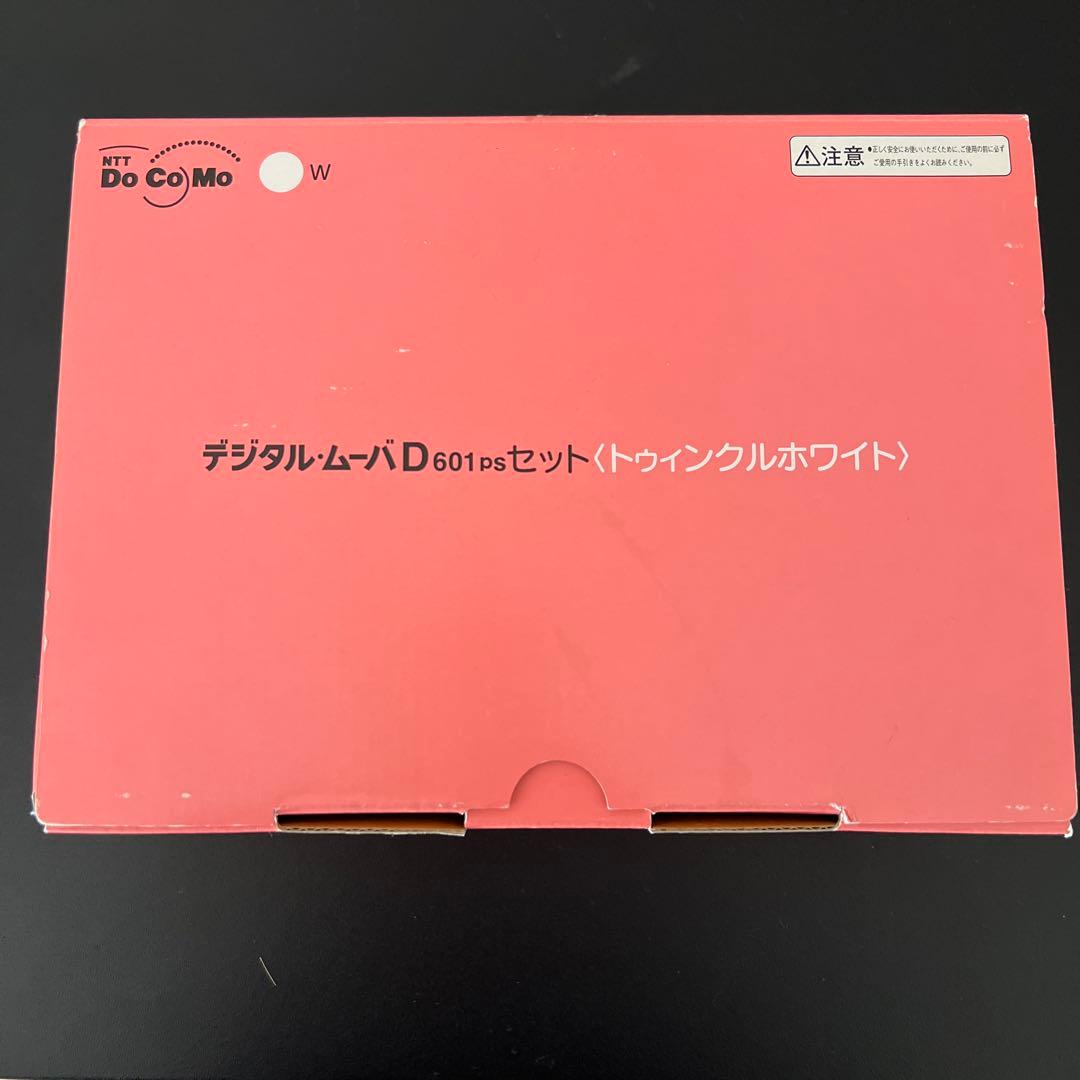 NTT
DoCoMo
W
注意
●正しく安全にお使いいただくために、ご使用の前に必ず
ご使用の手引きをよくお読みください。
デジタル・ムーバD601psセット〈トゥインクルホワイト〉